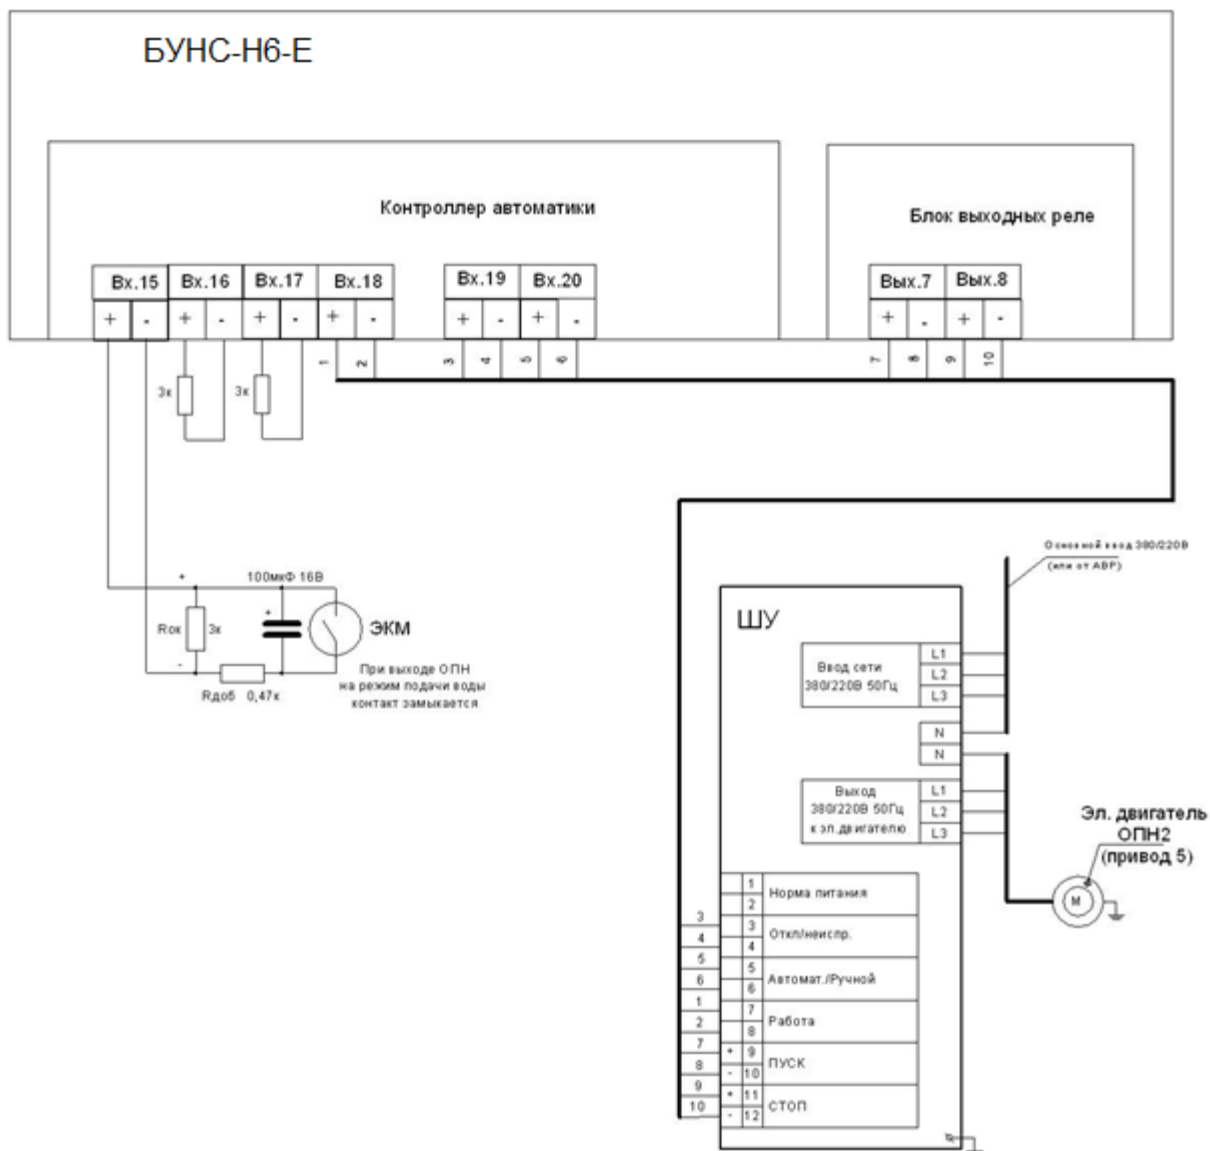 БУНС-Н6-Е
Контроллер автоматики
Блок выходных реле
Вх.15 Вх.16 Вх.17 Вх.18 Вх.19 Вх.20 Вых.7 Вых.8
+ - + - + - + - + - + - + - + -
1 2 3 4 5 6 7 8 9 10
3к 3к
Основной ввод 380/220В
(или от АВР)
+ 100мкФ 16В
+
Rок 3к ЭКМ
-
Rдоб 0,47к
При выходе ОПН
на режим подачи воды
контакт замыкается
ШУ
Ввод сети
380/220В 50Гц
L1
L2
L3
N
N
Выход
380/220В 50Гц
к эл.двигателю
L1
L2
L3
Эл. двигатель
ОПН2
(привод 5)
М
1
2
Норма питания
3
4
3
4
Откл/неиспр.
5
6
5
6
Автомат./Ручной
1
2
7
8
Работа
7
8
+ 9
- 10
ПУСК
9
10
+ 11
- 12
СТОП